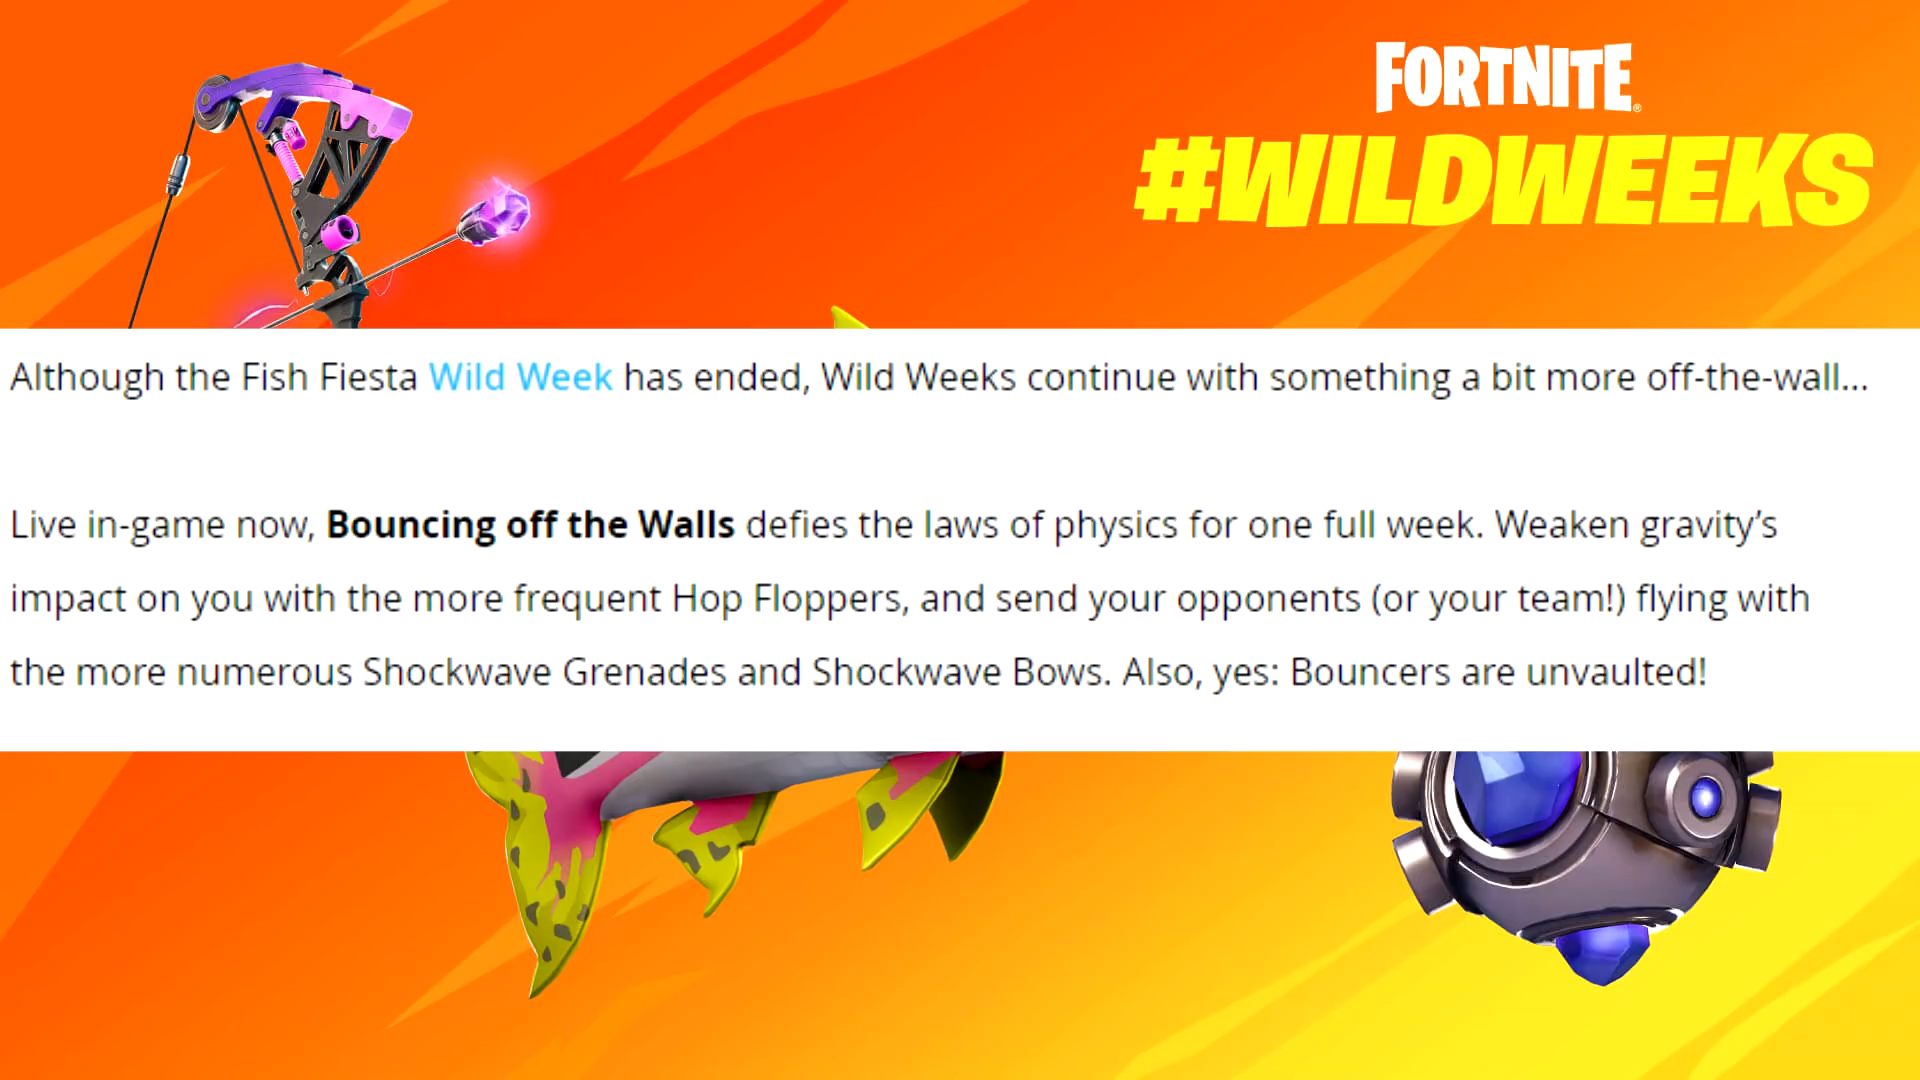 FORTNITE
#WILDWEEKS
Although the Fish Fiesta Wild Week has ended, Wild Weeks continue with something a bit more off-the-wall...
Live in-game now, Bouncing off the Walls defies the laws of physics for one full week. Weaken gravity’s
impact on you with the more frequent Hop Floppers, and send your opponents (or your team!) flying with
the more numerous Shockwave Grenades and Shockwave Bows. Also, yes: Bouncers are unvaulted!